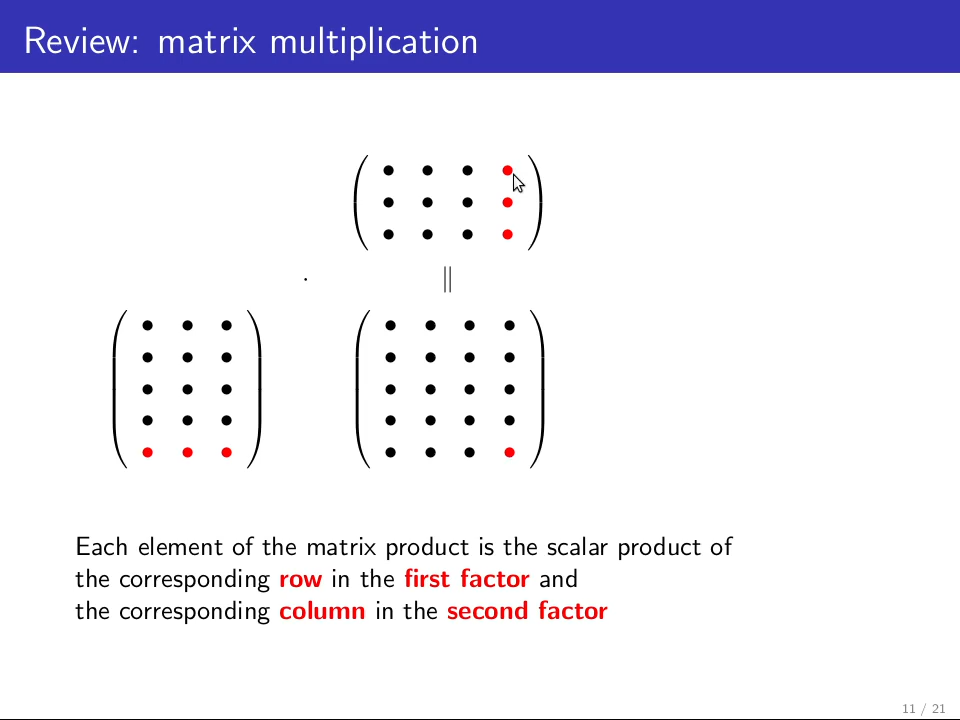 Review: matrix multiplication
( • • • • )
( • • • • )
( • • • • )
· ‖
( • • • ) ( • • • • )
( • • • ) ( • • • • )
( • • • ) ( • • • • )
( • • • ) ( • • • • )
( • • • ) ( • • • • )
Each element of the matrix product is the scalar product of
the corresponding row in the first factor and
the corresponding column in the second factor
11 / 21